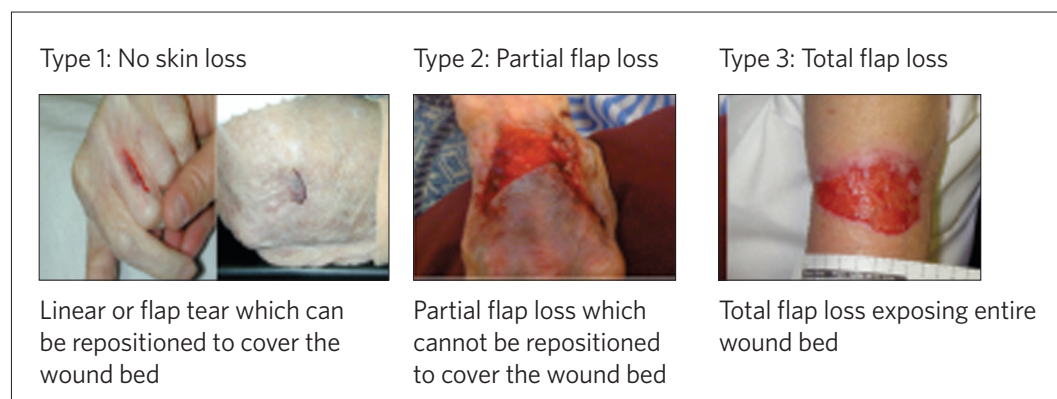 Type 1: No skin loss
Type 2: Partial flap loss
Type 3: Total flap loss
Linear or flap tear which can
be repositioned to cover the
wound bed
Partial flap loss which
cannot be repositioned
to cover the wound bed
Total flap loss exposing entire
wound bed